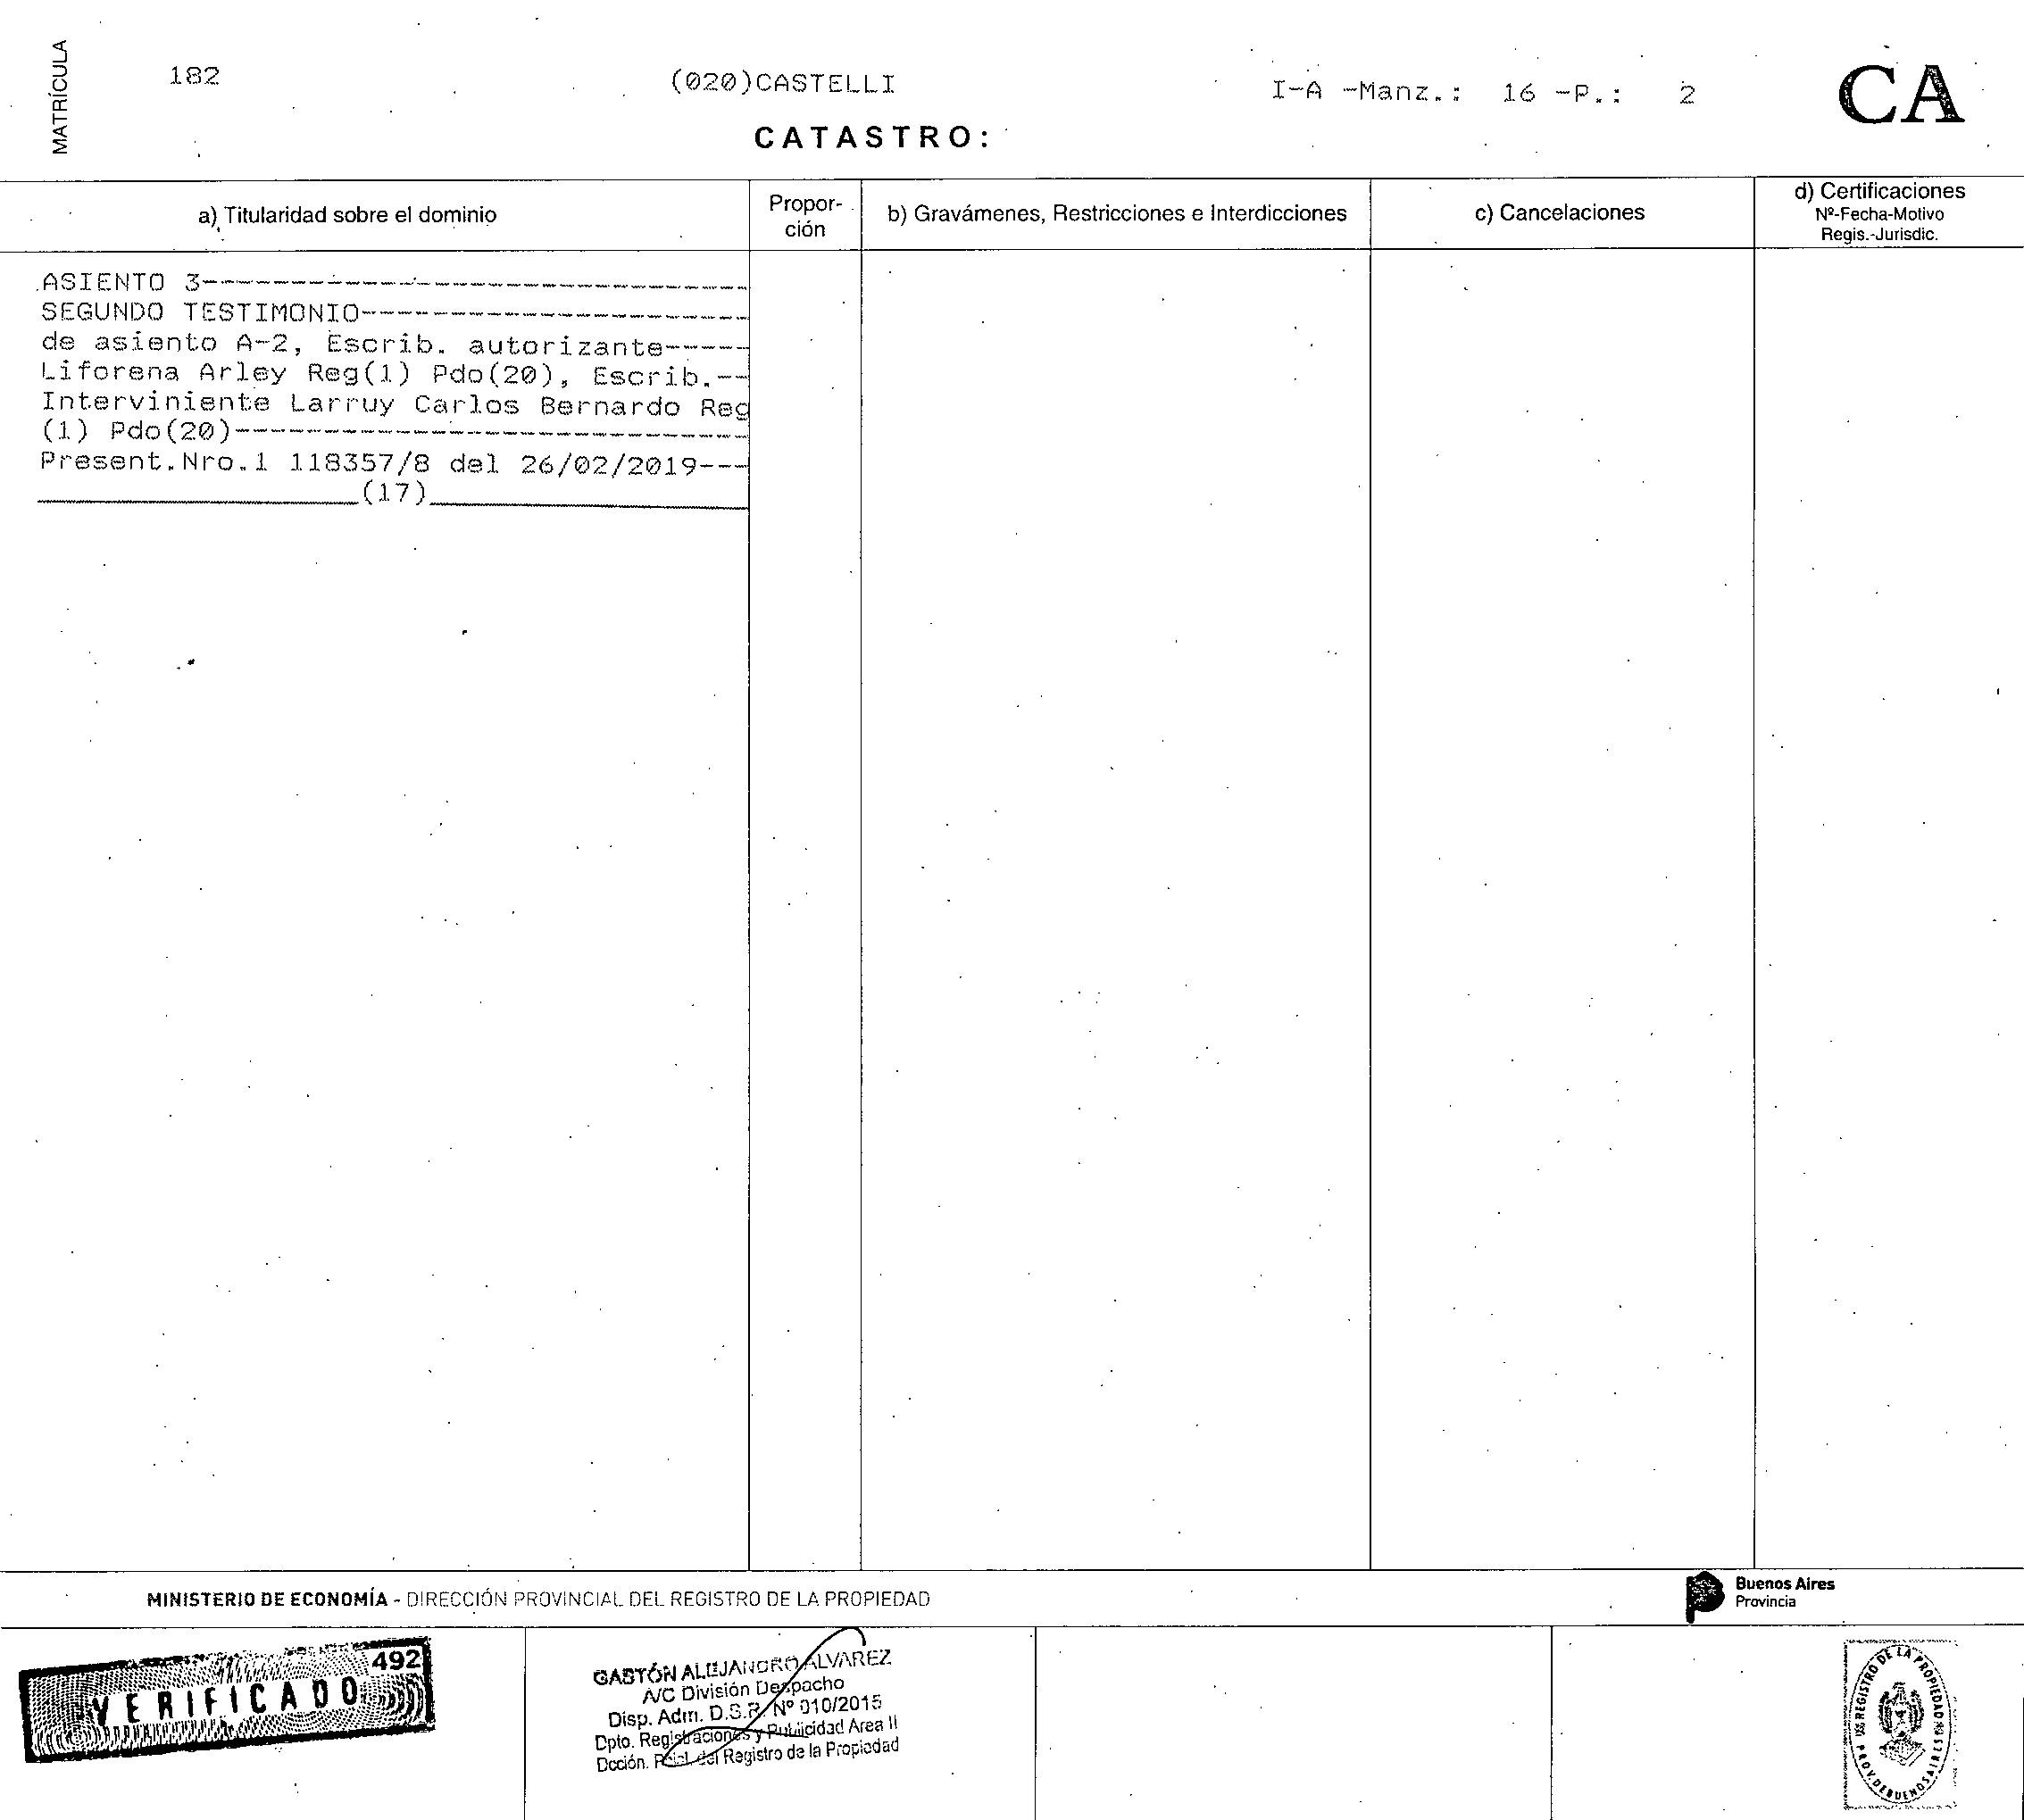 MATRÍCULA
182
(020)CASTELLI
I-A -Manz.: 16 -P.: 2
CA
CATASTRO:
a) Titularidad sobre el dominio
Propor-
ción
b) Gravámenes, Restricciones e Interdicciones
c) Cancelaciones
d) Certificaciones
Nº-Fecha-Motivo
Regis.-Jurisdic.
ASIENTO 3-------------------------------
SEGUNDO TESTIMONIO----------------------
de asiento A-2, Escrib. autorizante-----
Liforena Arley Reg(1) Pdo(20), Escrib.--
Interviniente Larruy Carlos Bernardo Reg
(1) Pdo(20)-----------------------------
Present.Nro.1 118357/8 del 26/02/2019---
__________________(17)__________________
MINISTERIO DE ECONOMÍA - DIRECCIÓN PROVINCIAL DEL REGISTRO DE LA PROPIEDAD
Buenos Aires
Provincia
492
VERIFICADO
GASTÓN ALEJANDRO ALVAREZ
A/C División Despacho
Disp. Adm. D.S.R. Nº 010/2015
Dpto. Registraciones y Publicidad Area II
Dcción. Pcial. del Registro de la Propiedad
REGISTRO DE LA PROPIEDAD
PROV. DE BUENOS AIRES